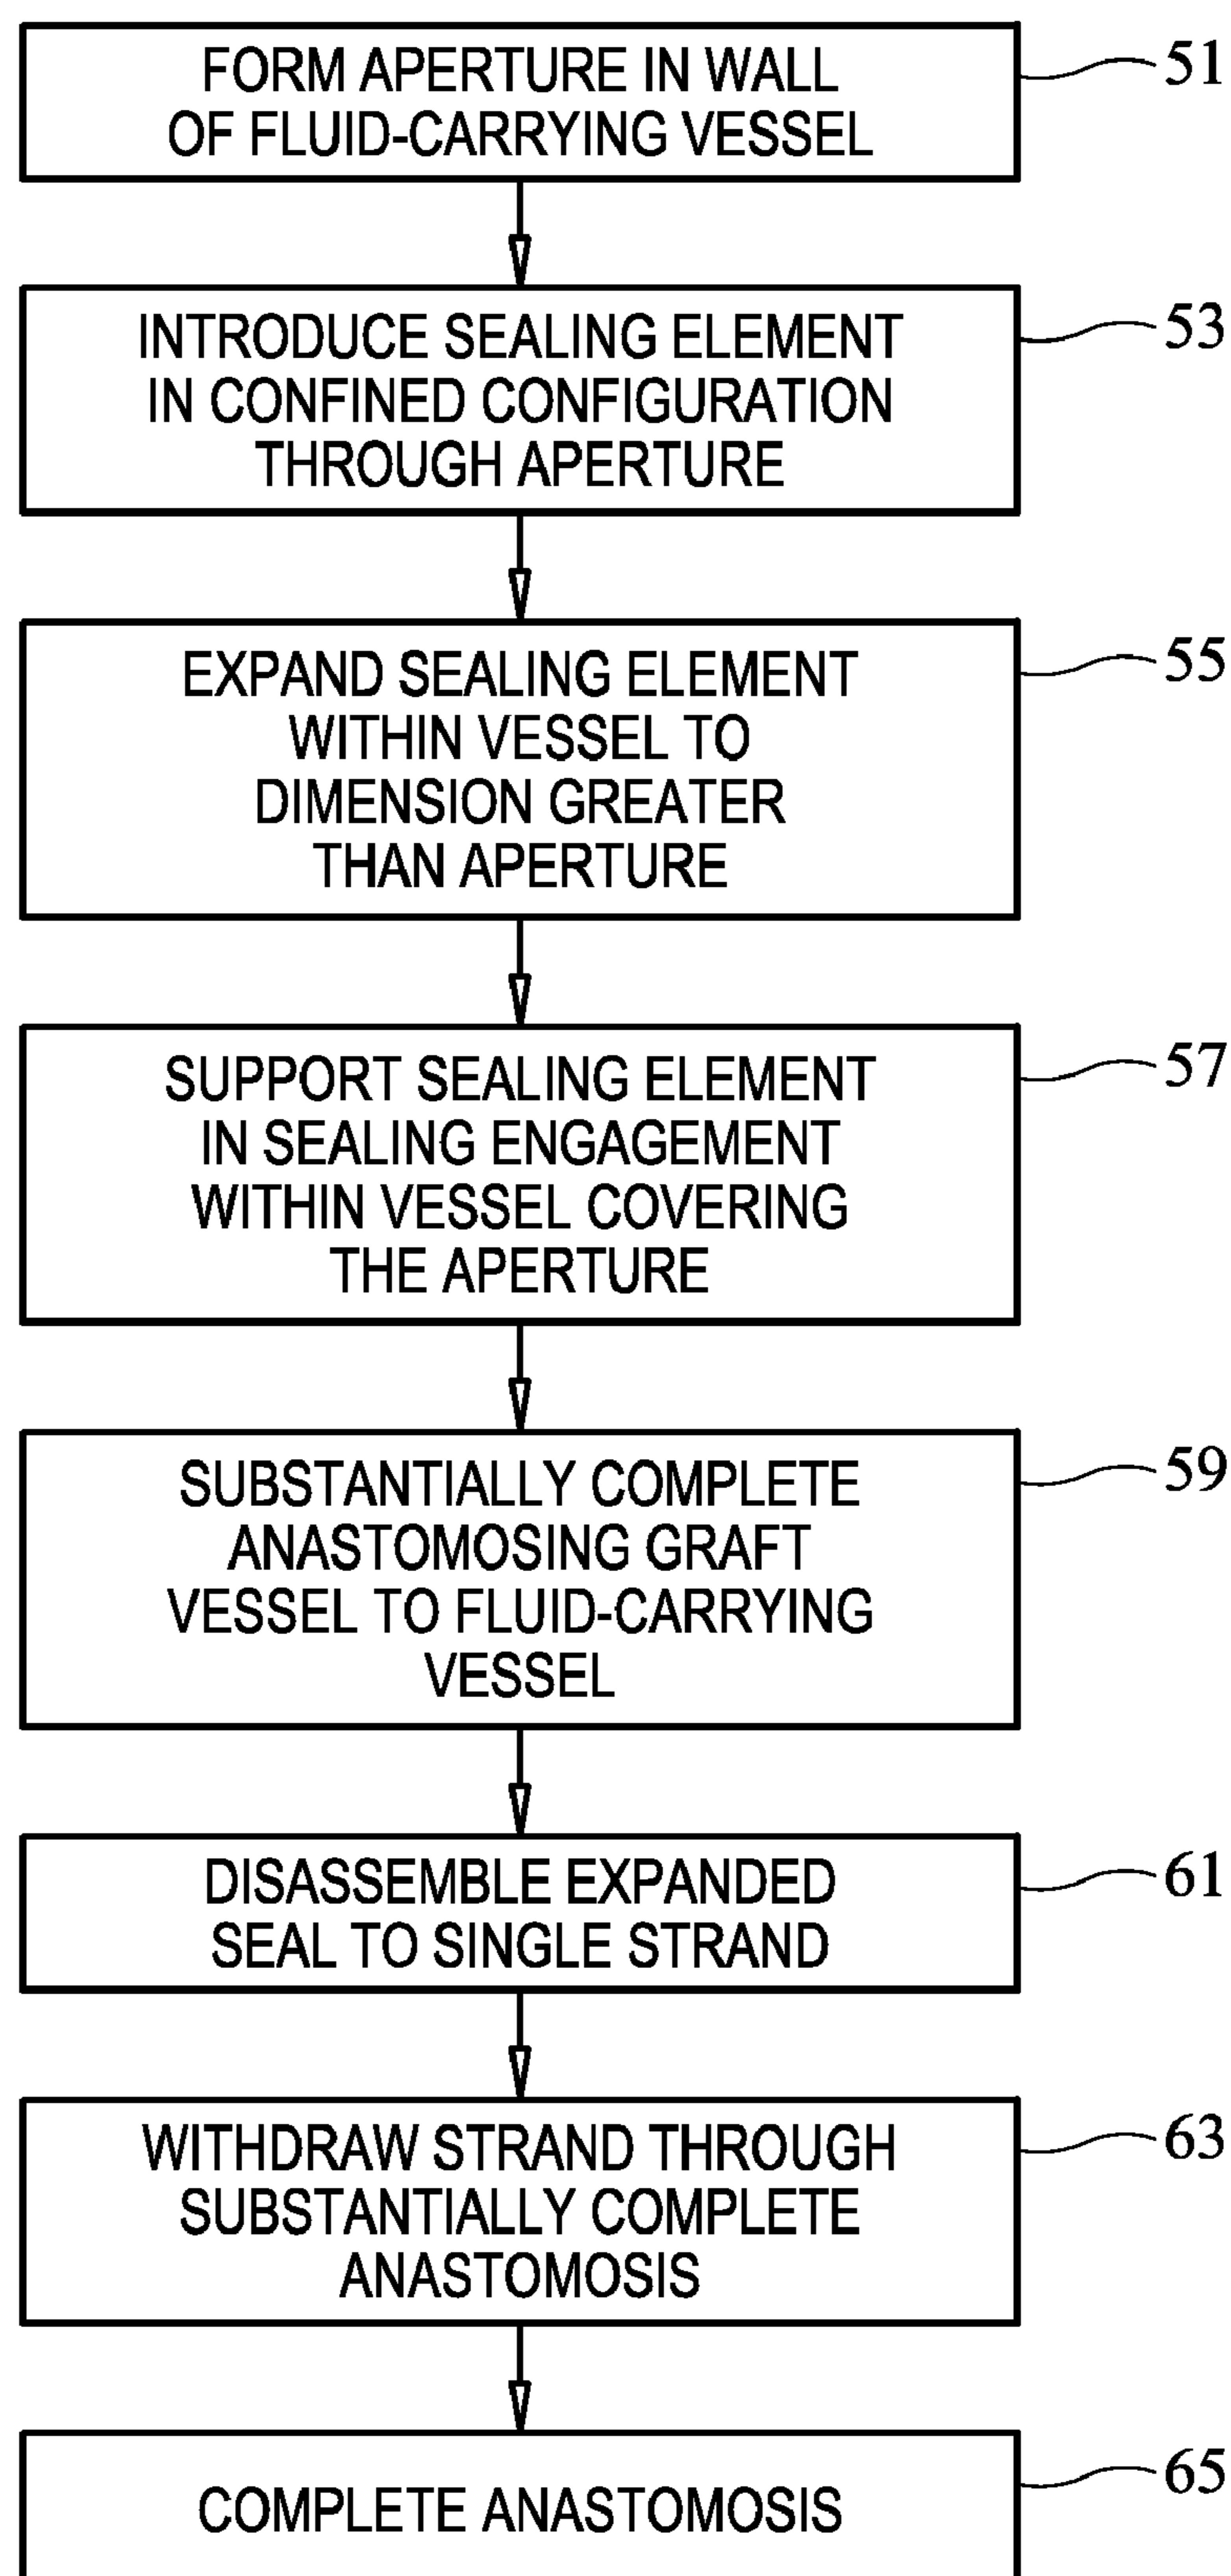 FORM APERTURE IN WALL
OF FLUID-CARRYING VESSEL
51
INTRODUCE SEALING ELEMENT
IN CONFINED CONFIGURATION
THROUGH APERTURE
53
EXPAND SEALING ELEMENT
WITHIN VESSEL TO
DIMENSION GREATER
THAN APERTURE
55
SUPPORT SEALING ELEMENT
IN SEALING ENGAGEMENT
WITHIN VESSEL COVERING
THE APERTURE
57
SUBSTANTIALLY COMPLETE
ANASTOMOSING GRAFT
VESSEL TO FLUID-CARRYING
VESSEL
59
DISASSEMBLE EXPANDED
SEAL TO SINGLE STRAND
61
WITHDRAW STRAND THROUGH
SUBSTANTIALLY COMPLETE
ANASTOMOSIS
63
COMPLETE ANASTOMOSIS
65